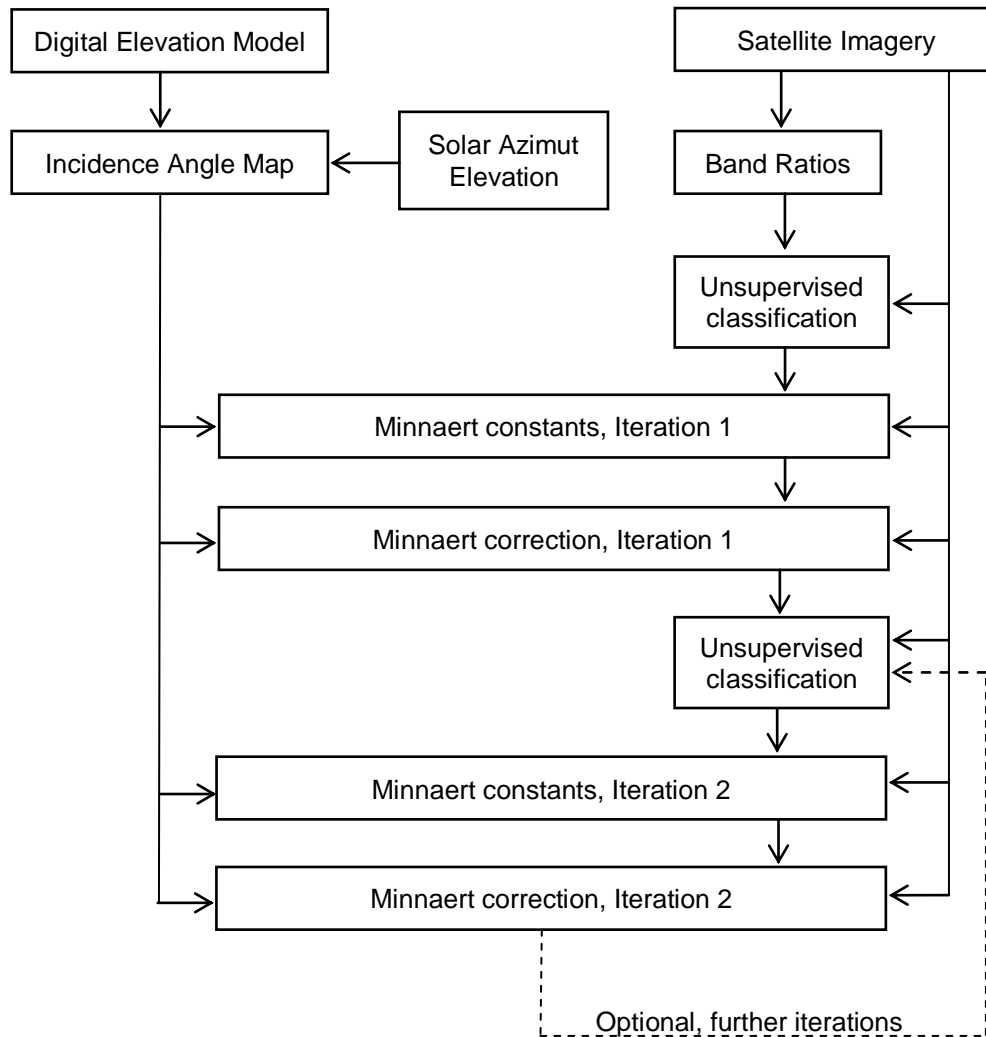 Digital Elevation Model
Satellite Imagery
Incidence Angle Map
Solar Azimut
Elevation
Band Ratios
Unsupervised
classification
Minnaert constants, Iteration 1
Minnaert correction, Iteration 1
Unsupervised
classification
Minnaert constants, Iteration 2
Minnaert correction, Iteration 2
Optional, further iterations